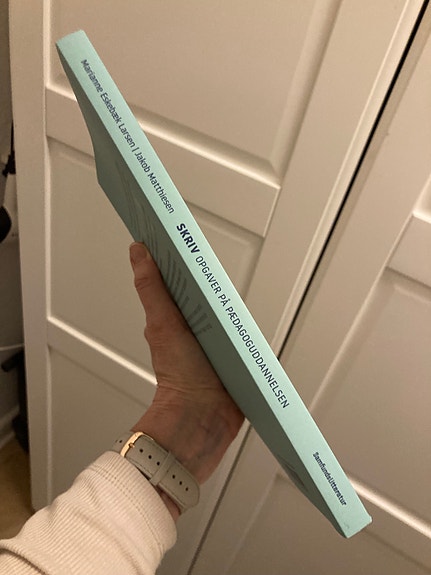 Marianne Eskebæk Larsen | Jakob Matthiesen
SKRIV OPGAVER PÅ PÆDAGOGUDDANNELSEN
Samfundslitteratur